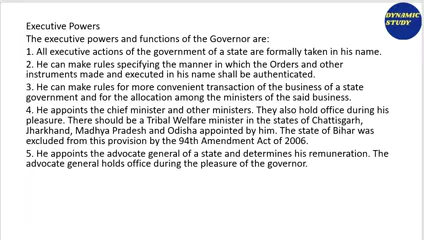 DYNAMIC
STUDY
Executive Powers
The executive powers and functions of the Governor are:
1. All executive actions of the government of a state are formally taken in his name.
2. He can make rules specifying the manner in which the Orders and other
instruments made and executed in his name shall be authenticated.
3. He can make rules for more convenient transaction of the business of a state
government and for the allocation among the ministers of the said business.
4. He appoints the chief minister and other ministers. They also hold office during his
pleasure. There should be a Tribal Welfare minister in the states of Chattisgarh,
Jharkhand, Madhya Pradesh and Odisha appointed by him. The state of Bihar was
excluded from this provision by the 94th Amendment Act of 2006.
5. He appoints the advocate general of a state and determines his remuneration. The
advocate general holds office during the pleasure of the governor.